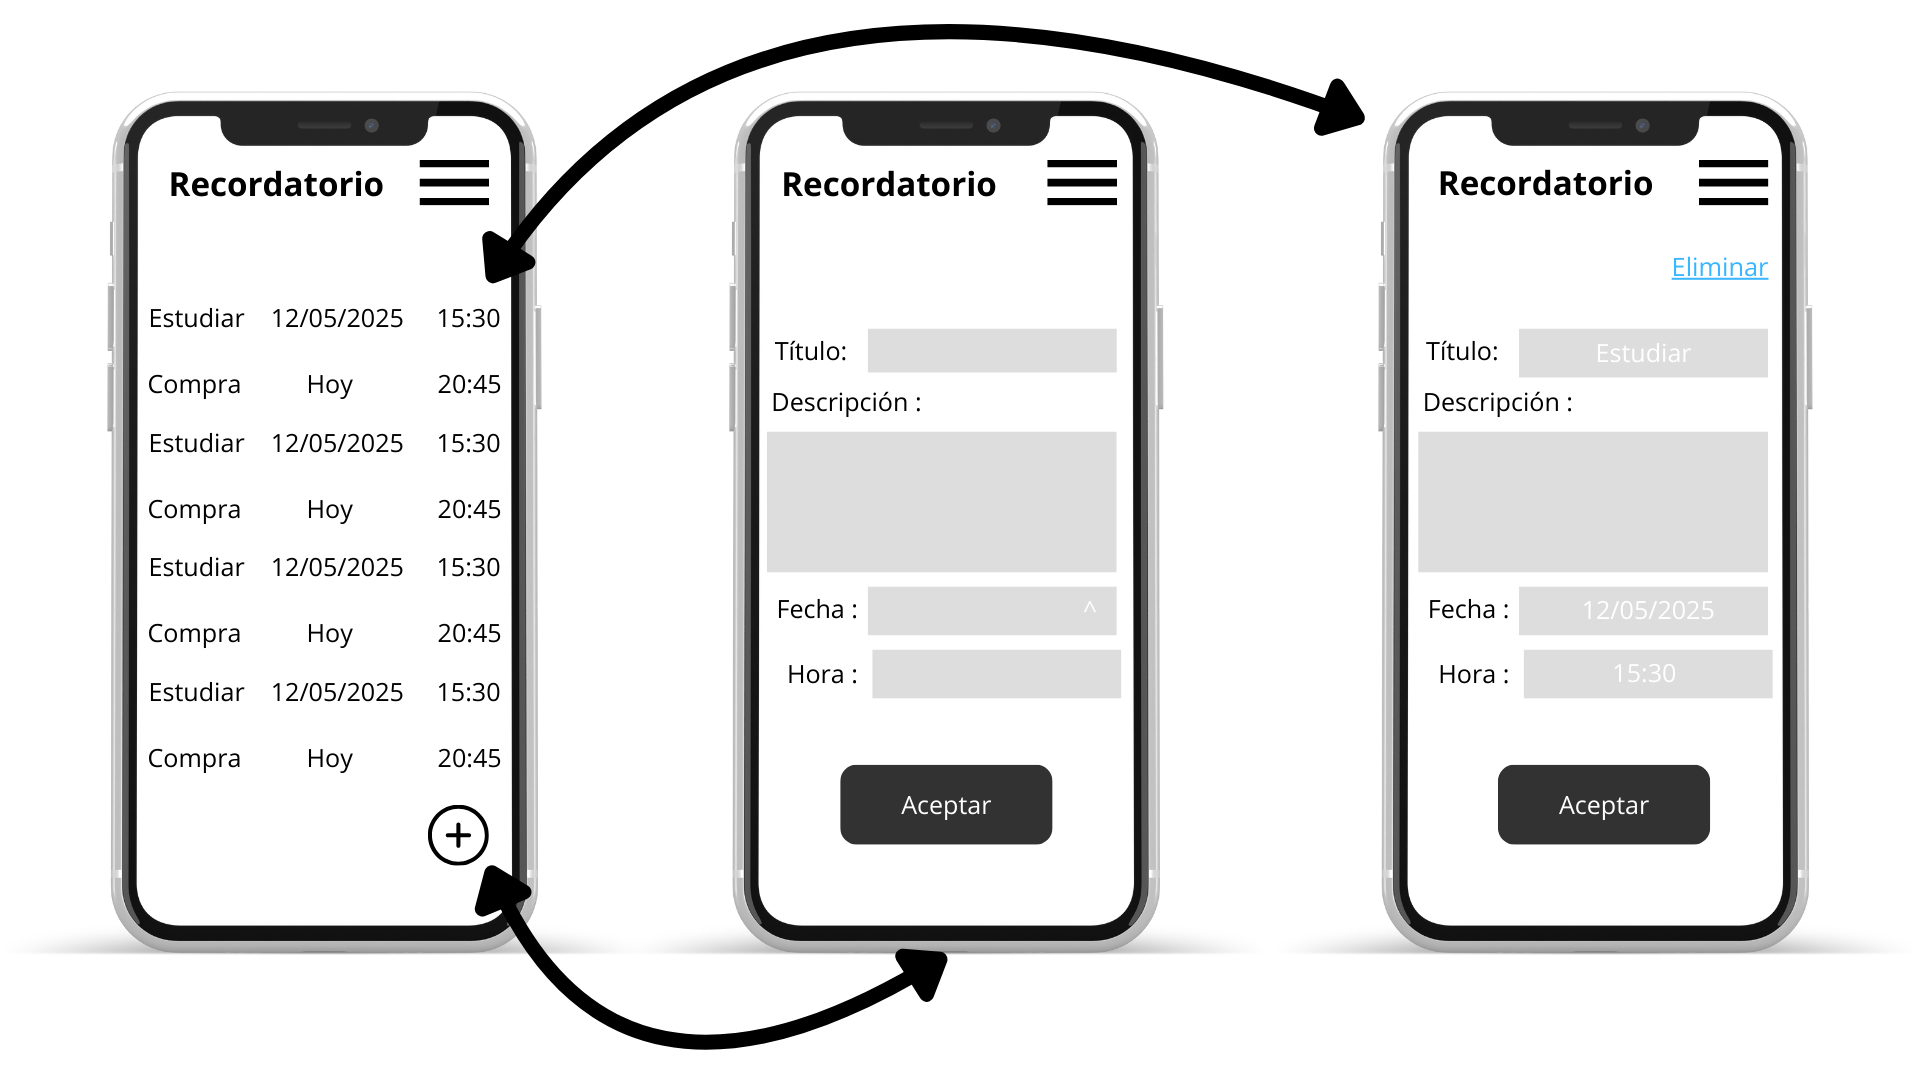 Recordatorio
Estudiar 12/05/2025 15:30
Compra Hoy 20:45
Estudiar 12/05/2025 15:30
Compra Hoy 20:45
Estudiar 12/05/2025 15:30
Compra Hoy 20:45
Estudiar 12/05/2025 15:30
Compra Hoy 20:45
Recordatorio
Título:
Descripción :
Fecha : ^
Hora :
Aceptar
Recordatorio
Eliminar
Título: Estudiar
Descripción :
Fecha : 12/05/2025
Hora : 15:30
Aceptar